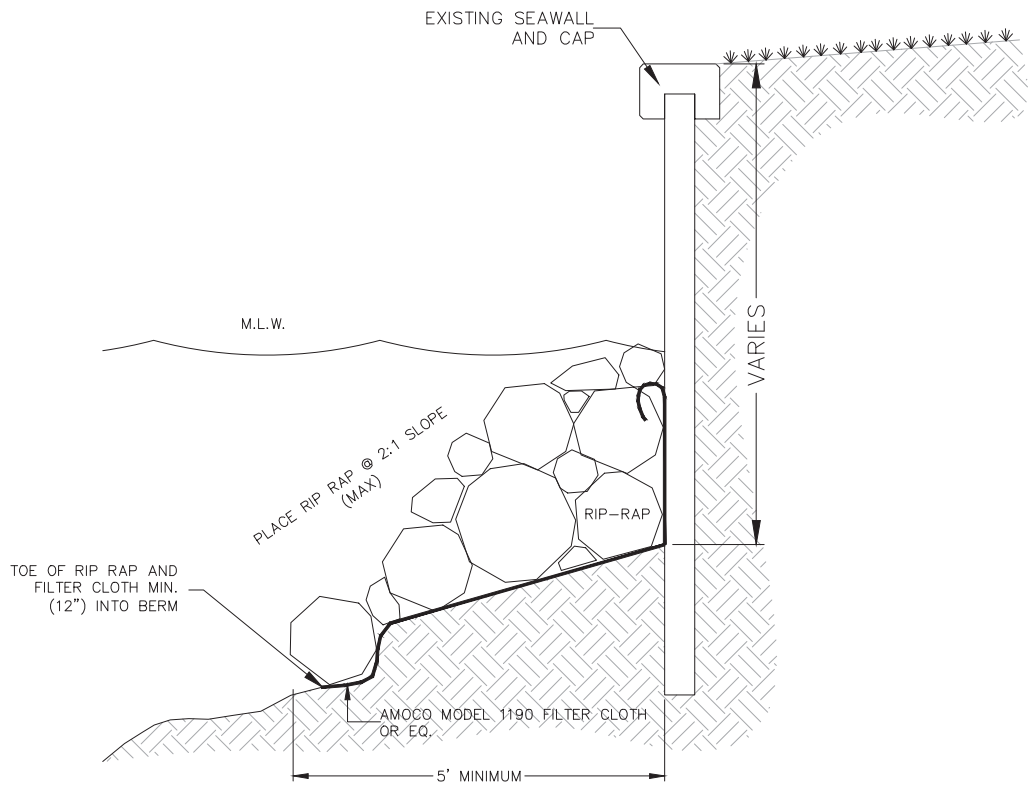 EXISTING SEAWALL
AND CAP
M.L.W.
VARIES
PLACE RIP RAP @ 2:1 SLOPE
(MAX)
RIP-RAP
TOE OF RIP RAP AND
FILTER CLOTH MIN.
(12") INTO BERM
AMOCO MODEL 1190 FILTER CLOTH
OR EQ.
5' MINIMUM